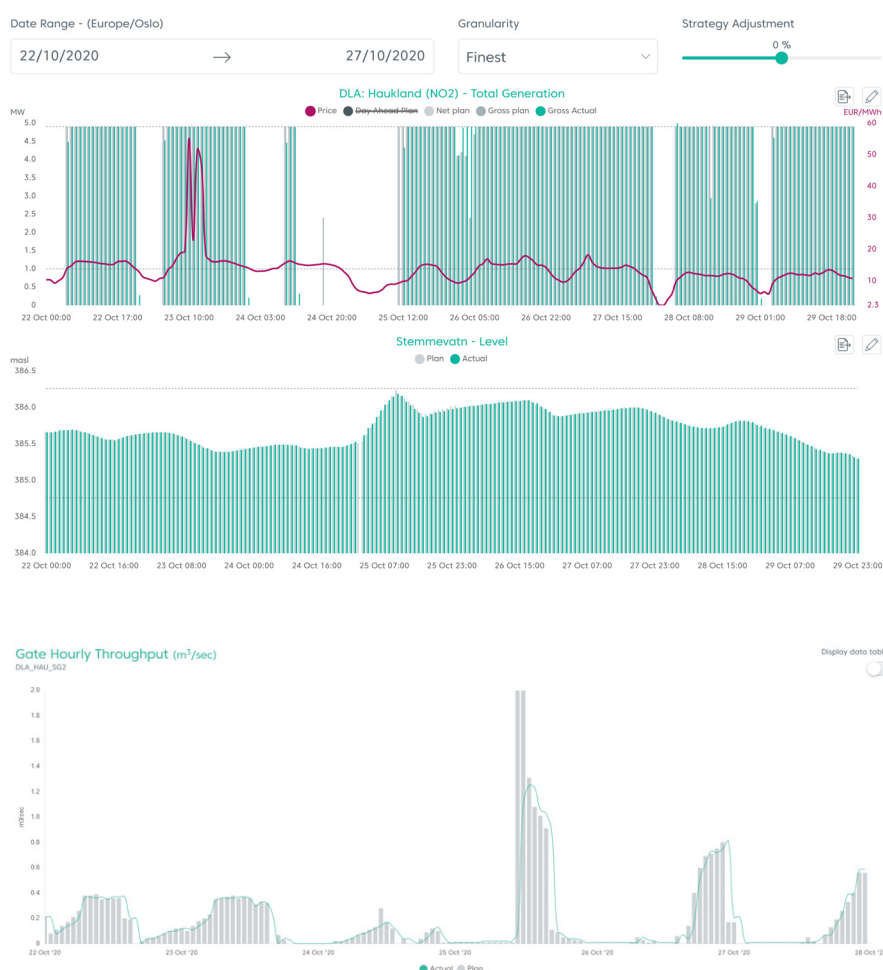 Date Range - (Europe/Oslo)
Granularity
Strategy Adjustment
22/10/2020 → 27/10/2020
Finest
0 %
DLA: Haukland (NO2) - Total Generation
Price Day Ahead Plan Net plan Gross plan Gross Actual
MW
EUR/MWh
5.0
4.5
4.0
3.5
3.0
2.5
2.0
1.5
1.0
0.5
0
60
50
40
30
20
10
2.3
22 Oct 00:00 22 Oct 17:00 23 Oct 10:00 24 Oct 03:00 24 Oct 20:00 25 Oct 12:00 26 Oct 05:00 26 Oct 22:00 27 Oct 15:00 28 Oct 08:00 29 Oct 01:00 29 Oct 18:00
Stemmevatn - Level
Plan Actual
masl
386.5
386.0
385.5
385.0
384.5
384.0
22 Oct 00:00 22 Oct 16:00 23 Oct 08:00 24 Oct 00:00 24 Oct 16:00 25 Oct 07:00 25 Oct 23:00 26 Oct 15:00 27 Oct 07:00 27 Oct 23:00 28 Oct 15:00 29 Oct 07:00 29 Oct 23:00
Gate Hourly Throughput (m³/sec)
DLA_HAU_SG2
Display data tabl
m3/sec
2.0
1.8
1.6
1.4
1.2
1.0
0.8
0.6
0.4
0.2
0
22 Oct '20 23 Oct '20 24 Oct '20 25 Oct '20 26 Oct '20 27 Oct '20 28 Oct '2
Actual Plan